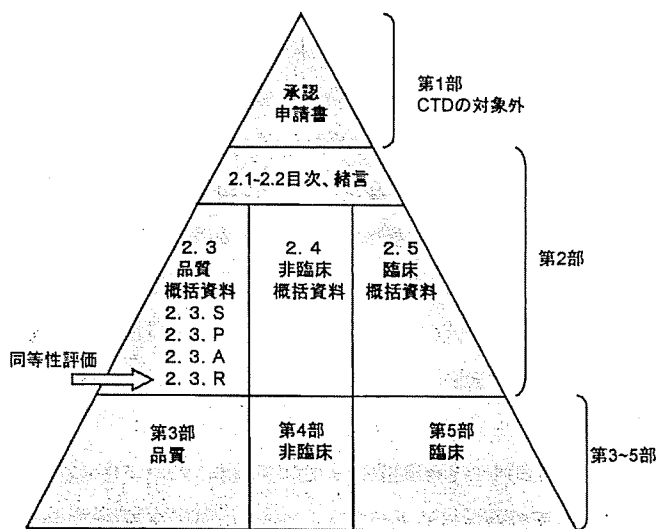 承認
申請書
第1部
CTDの対象外
2.1~2.2目次、緒言
2. 3
品質
概括資料
2. 3. S
2. 3. P
2. 3. A
2. 3. R
2. 4
非臨床
概括資料
2. 5
臨床
概括資料
第2部
同等性評価
第3部
品質
第4部
非臨床
第5部
臨床
第3~5部